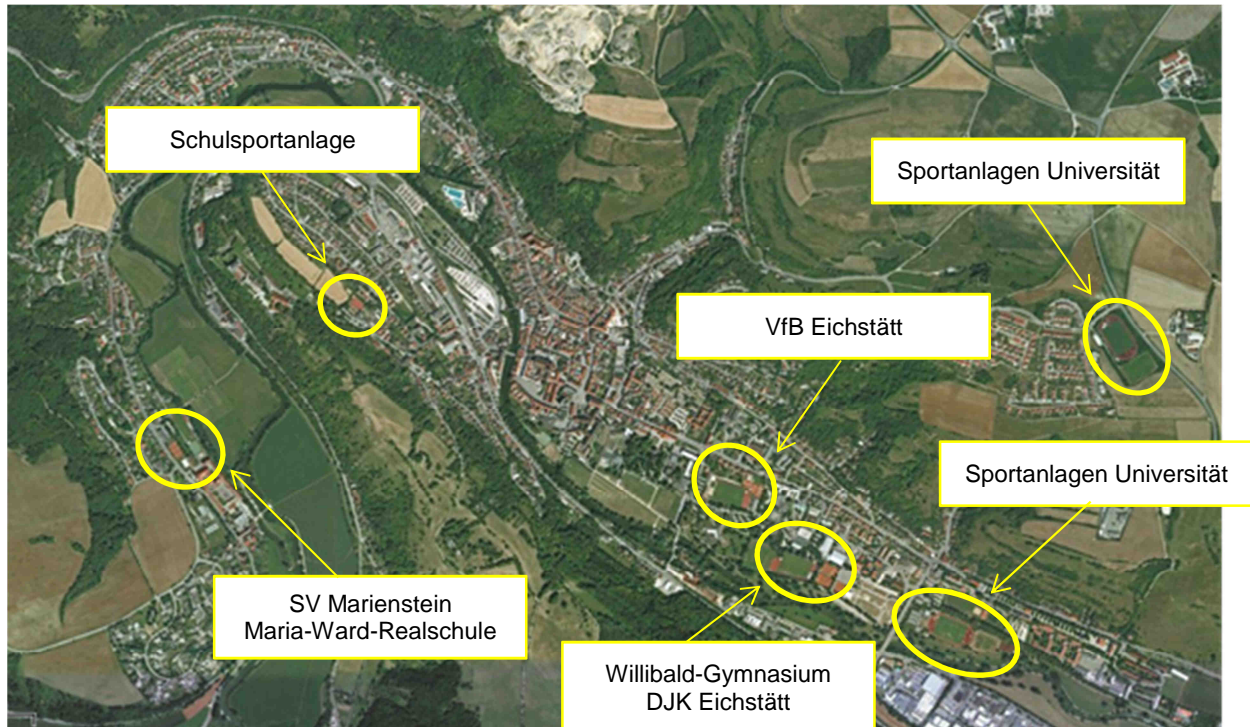 Schulsportanlage
Sportanlagen Universität
VfB Eichstätt
Sportanlagen Universität
SV Marienstein
Maria-Ward-Realschule
Willibald-Gymnasium
DJK Eichstätt